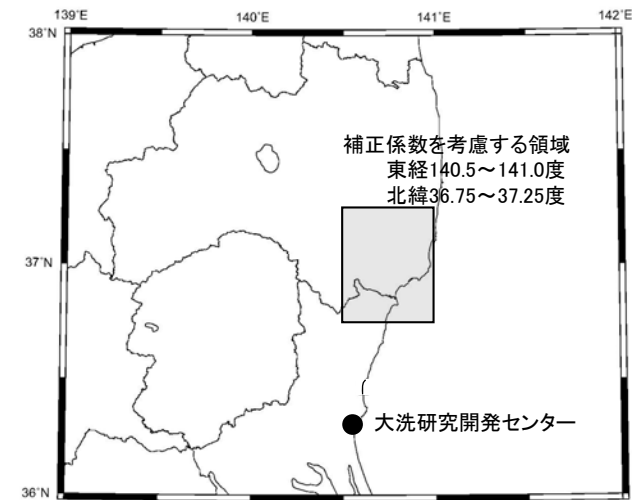 139°E
140°E
141°E
142°E
38°N
補正係数を考慮する領域
東経140.5～141.0度
北緯36.75～37.25度
37°N
大洗研究開発センター
36°N